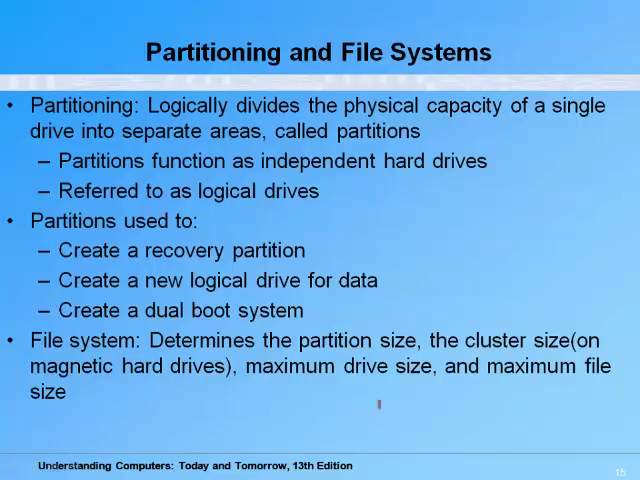 Partitioning and File Systems
• Partitioning: Logically divides the physical capacity of a single
drive into separate areas, called partitions
– Partitions function as independent hard drives
– Referred to as logical drives
• Partitions used to:
– Create a recovery partition
– Create a new logical drive for data
– Create a dual boot system
• File system: Determines the partition size, the cluster size(on
magnetic hard drives), maximum drive size, and maximum file
size
Understanding Computers: Today and Tomorrow, 13th Edition
15